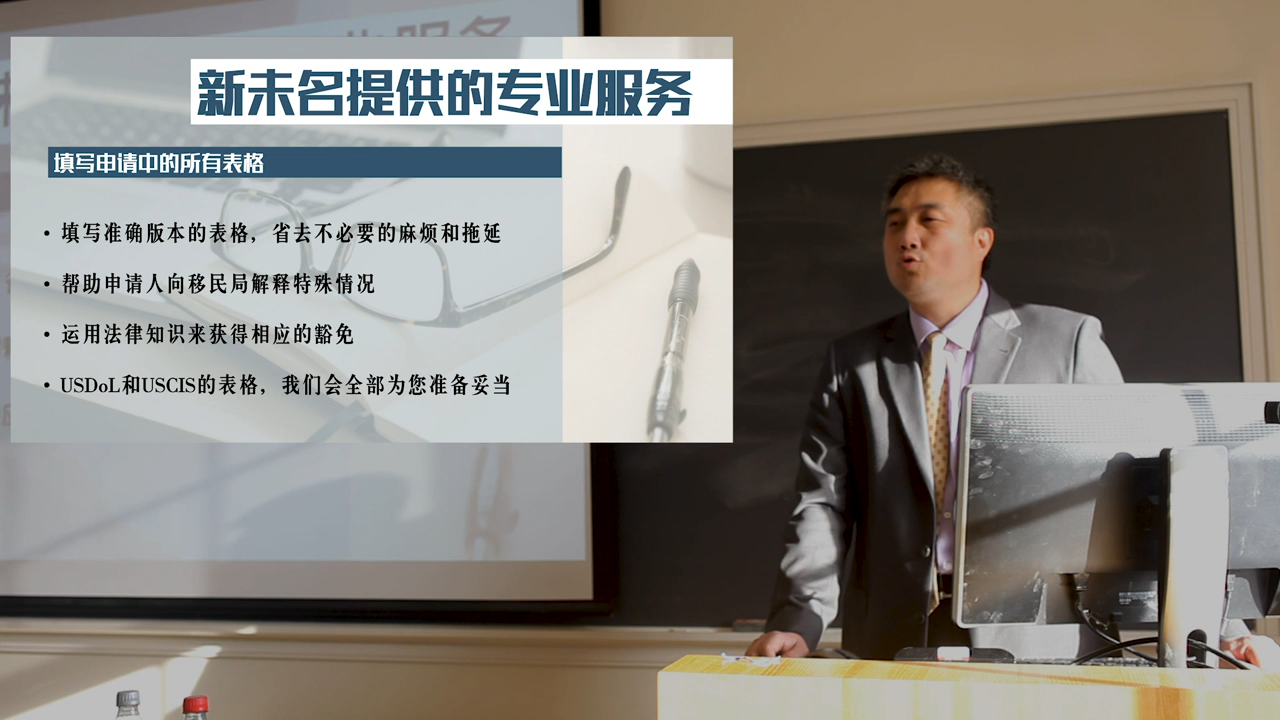 新未名提供的专业服务
填写申请中的所有表格
• 填写准确版本的表格，省去不必要的麻烦和拖延
• 帮助申请人向移民局解释特殊情况
• 运用法律知识来获得相应的豁免
• USDoL和USCIS的表格，我们会全部为您准备妥当